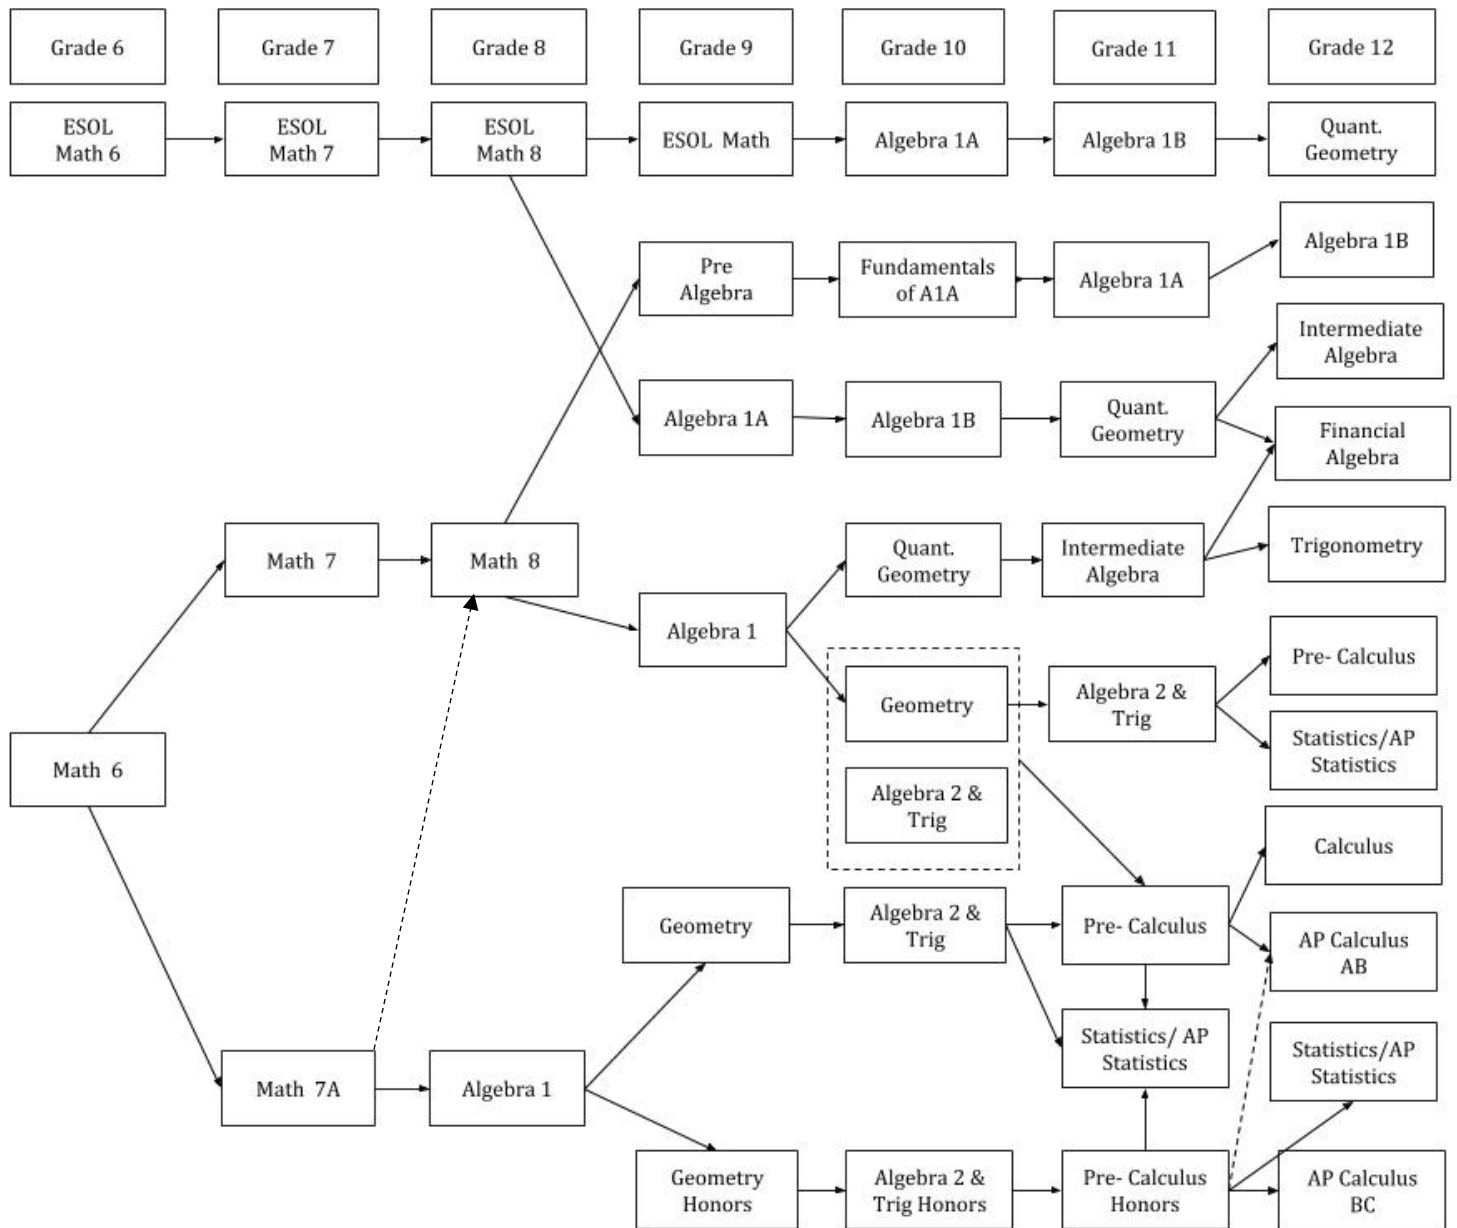 Grade 6
Grade 7
Grade 8
Grade 9
Grade 10
Grade 11
Grade 12
ESOL
Math 6
ESOL
Math 7
ESOL
Math 8
ESOL Math
Algebra 1A
Algebra 1B
Quant.
Geometry
Pre
Algebra
Fundamentals
of A1A
Algebra 1A
Algebra 1B
Algebra 1A
Algebra 1B
Quant.
Geometry
Intermediate
Algebra
Financial
Algebra
Math 7
Math 8
Quant.
Geometry
Intermediate
Algebra
Trigonometry
Algebra 1
Geometry
Algebra 2 &
Trig
Pre- Calculus
Statistics/AP
Statistics
Math 6
Algebra 2 &
Trig
Calculus
Geometry
Algebra 2 &
Trig
Pre- Calculus
AP Calculus
AB
Statistics/ AP
Statistics
Statistics/AP
Statistics
Math 7A
Algebra 1
Geometry
Honors
Algebra 2 &
Trig Honors
Pre- Calculus
Honors
AP Calculus
BC